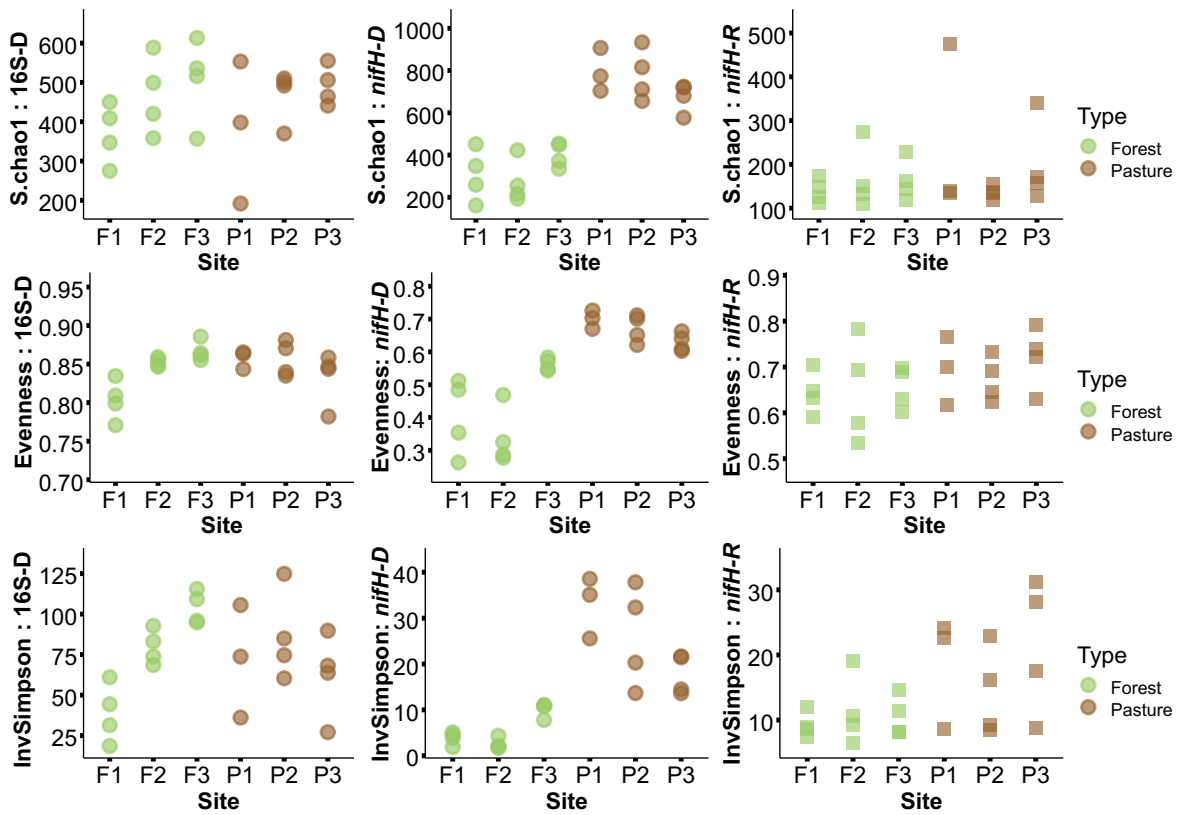 S.chao1 : 16S-D
600
500
400
300
200
F1 F2 F3 P1 P2 P3
Site
S.chao1 : nifH-D
1000
800
600
400
200
F1 F2 F3 P1 P2 P3
Site
S.chao1 : nifH-R
500
400
300
200
100
F1 F2 F3 P1 P2 P3
Site
Type
Forest
Pasture
Evenness : 16S-D
0.95
0.90
0.85
0.80
0.75
0.70
F1 F2 F3 P1 P2 P3
Site
Evenness: nifH-D
0.8
0.7
0.6
0.5
0.4
0.3
F1 F2 F3 P1 P2 P3
Site
Evenness : nifH-R
0.9
0.8
0.7
0.6
0.5
F1 F2 F3 P1 P2 P3
Site
Type
Forest
Pasture
InvSimpson : 16S-D
125
100
75
50
25
F1 F2 F3 P1 P2 P3
Site
InvSimpson: nifH-D
40
30
20
10
0
F1 F2 F3 P1 P2 P3
Site
InvSimpson : nifH-R
30
20
10
F1 F2 F3 P1 P2 P3
Site
Type
Forest
Pasture